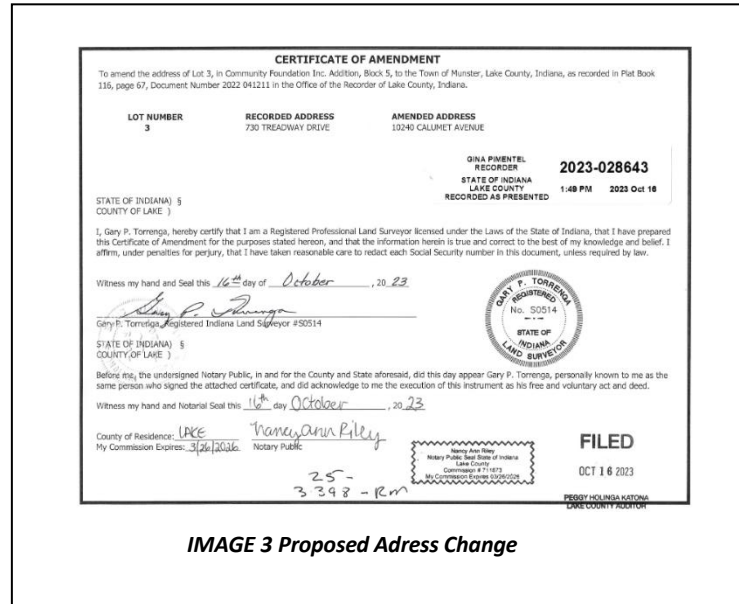 CERTIFICATE OF AMENDMENT
To amend the address of Lot 3, in Community Foundation Inc. Addition, Block 5, to the Town of Munster, Lake County, Indiana, as recorded in Plat Book
116, page 67, Document Number 2022 041211 in the Office of the Recorder of Lake County, Indiana.
LOT NUMBER RECORDED ADDRESS AMENDED ADDRESS
3 730 TREADWAY DRIVE 10240 CALUMET AVENUE
GINA PIMENTEL
RECORDER
STATE OF INDIANA
LAKE COUNTY
RECORDED AS PRESENTED
2023-028643
1:49 PM 2023 Oct 16
STATE OF INDIANA) §
COUNTY OF LAKE )
I, Gary P. Torrenga, hereby certify that I am a Registered Professional Land Surveyor licensed under the Laws of the State of Indiana, that I have prepared
this Certificate of Amendment for the purposes stated hereon, and that the information herein is true and correct to the best of my knowledge and belief. I
affirm, under penalties for perjury, that I have taken reasonable care to redact each Social Security number in this document, unless required by law.
Witness my hand and Seal this 16th day of October , 20 23
Gary P. Torrenga
Gary P. Torrenga, Registered Indiana Land Surveyor #S0514
GARY P. TORRENGA
REGISTERED
No. S0514
STATE OF
INDIANA
LAND SURVEYOR
STATE OF INDIANA) §
COUNTY OF LAKE )
Before me, the undersigned Notary Public, in and for the County and State aforesaid, did this day appear Gary P. Torrenga, personally known to me as the
same person who signed the attached certificate, and did acknowledge to me the execution of this instrument as his free and voluntary act and deed.
Witness my hand and Notarial Seal this 16th day October , 20 23
County of Residence: LAKE Nancy Ann Riley
My Commission Expires: 3/26/2026 Notary Public
Nancy Ann Riley
Notary Public Seal State of Indiana
Lake County
Commission # 711673
My Commission Expires 03/26/2026
FILED
OCT 16 2023
PEGGY HOLINGA KATONA
LAKE COUNTY AUDITOR
25-
3398-RM
IMAGE 3 Proposed Adress Change